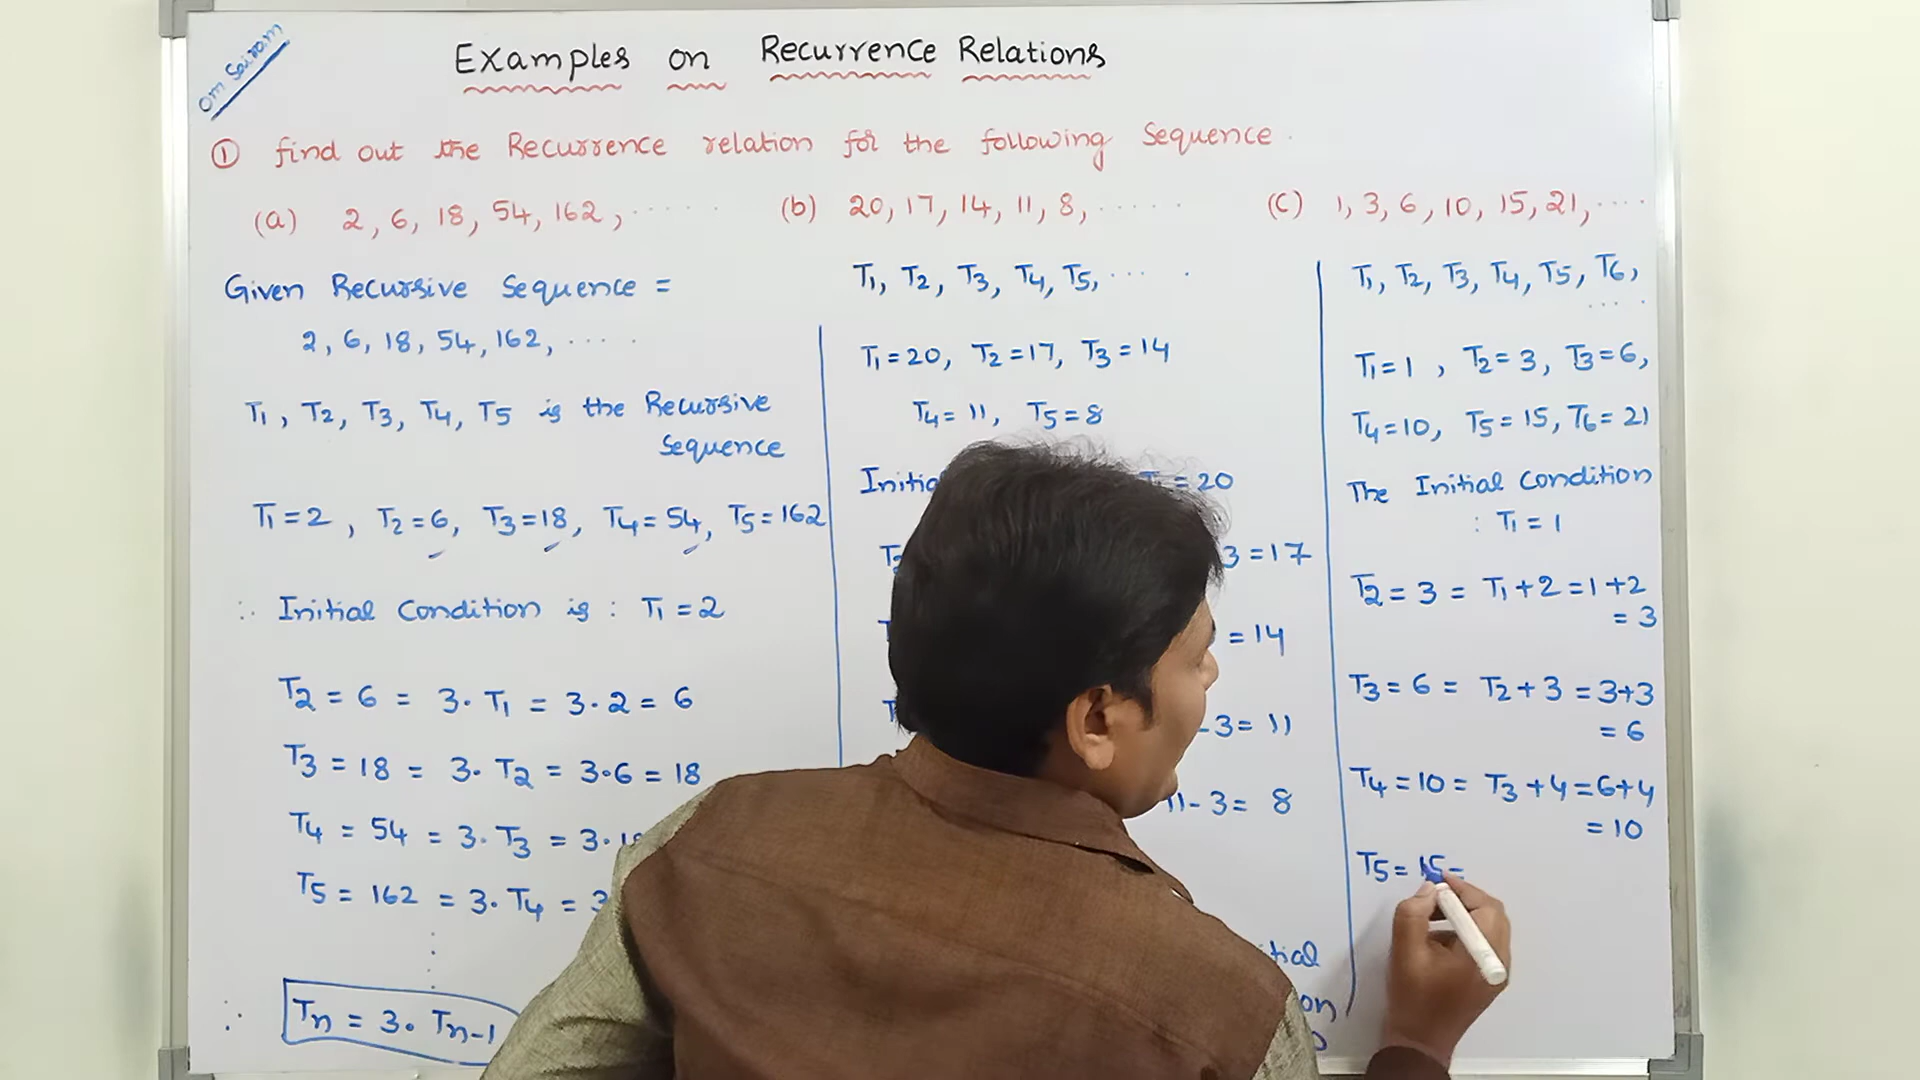 Om Sairam
Examples on Recurrence Relations
① find out the Recurrence relation for the following Sequence.
(a) 2, 6, 18, 54, 162, ......
(b) 20, 17, 14, 11, 8, ......
(c) 1, 3, 6, 10, 15, 21, ....
Given Recursive Sequence =
2, 6, 18, 54, 162, .....
T1, T2, T3, T4, T5 is the Recursive
Sequence
T1 = 2, T2 = 6, T3 = 18, T4 = 54, T5 = 162
∴ Initial Condition is : T1 = 2
T2 = 6 = 3. T1 = 3.2 = 6
T3 = 18 = 3. T2 = 3.6 = 18
T4 = 54 = 3. T3 = 3.
T5 = 162 = 3. T4 = 3
∴ Tn = 3. Tn-1
T1, T2, T3, T4, T5, ....
T1 = 20, T2 = 17, T3 = 14
T4 = 11, T5 = 8
= 20
3 = 17
= 14
- 3 = 11
11 - 3 = 8
T1, T2, T3, T4, T5, T6,
....
T1 = 1, T2 = 3, T3 = 6,
T4 = 10, T5 = 15, T6 = 21
The Initial Condition
: T1 = 1
T2 = 3 = T1 + 2 = 1 + 2
= 3
T3 = 6 = T2 + 3 = 3 + 3
= 6
T4 = 10 = T3 + 4 = 6 + 4
= 10
T5 = 15 =